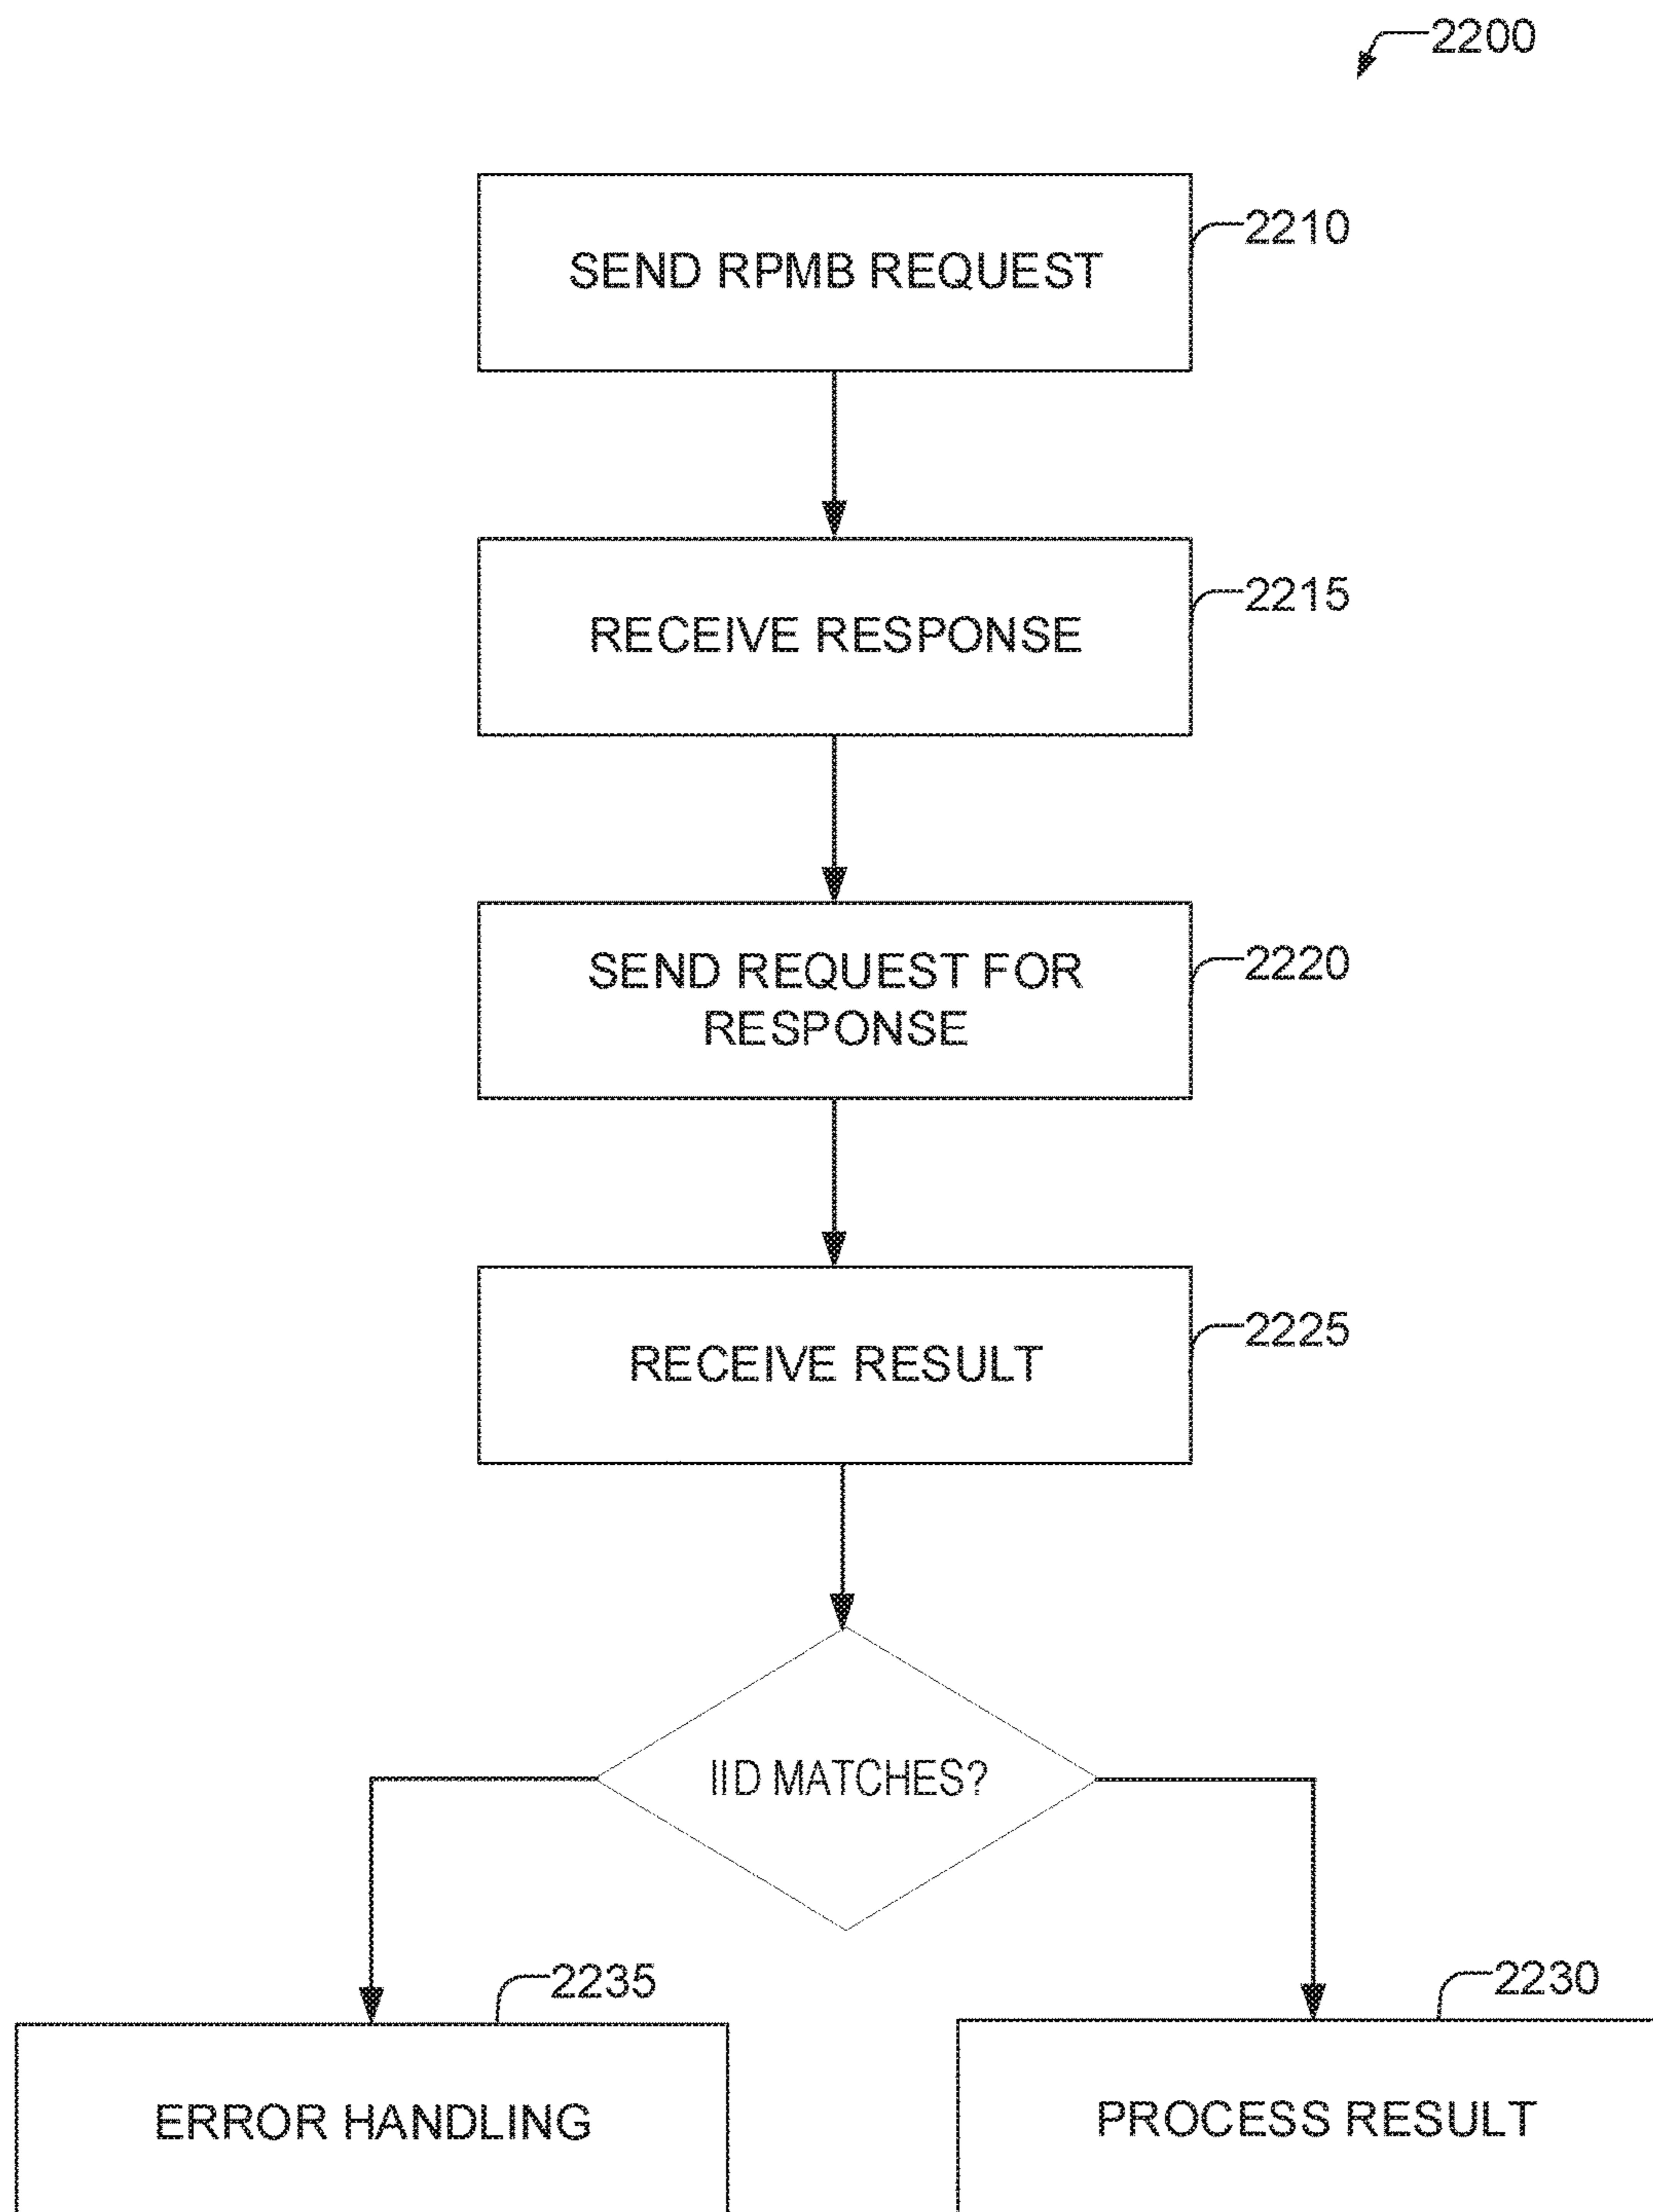 2200
SEND RPMB REQUEST
2210
RECEIVE RESPONSE
2215
SEND REQUEST FOR
RESPONSE
2220
RECEIVE RESULT
2225
IID MATCHES?
2235
ERROR HANDLING
2230
PROCESS RESULT